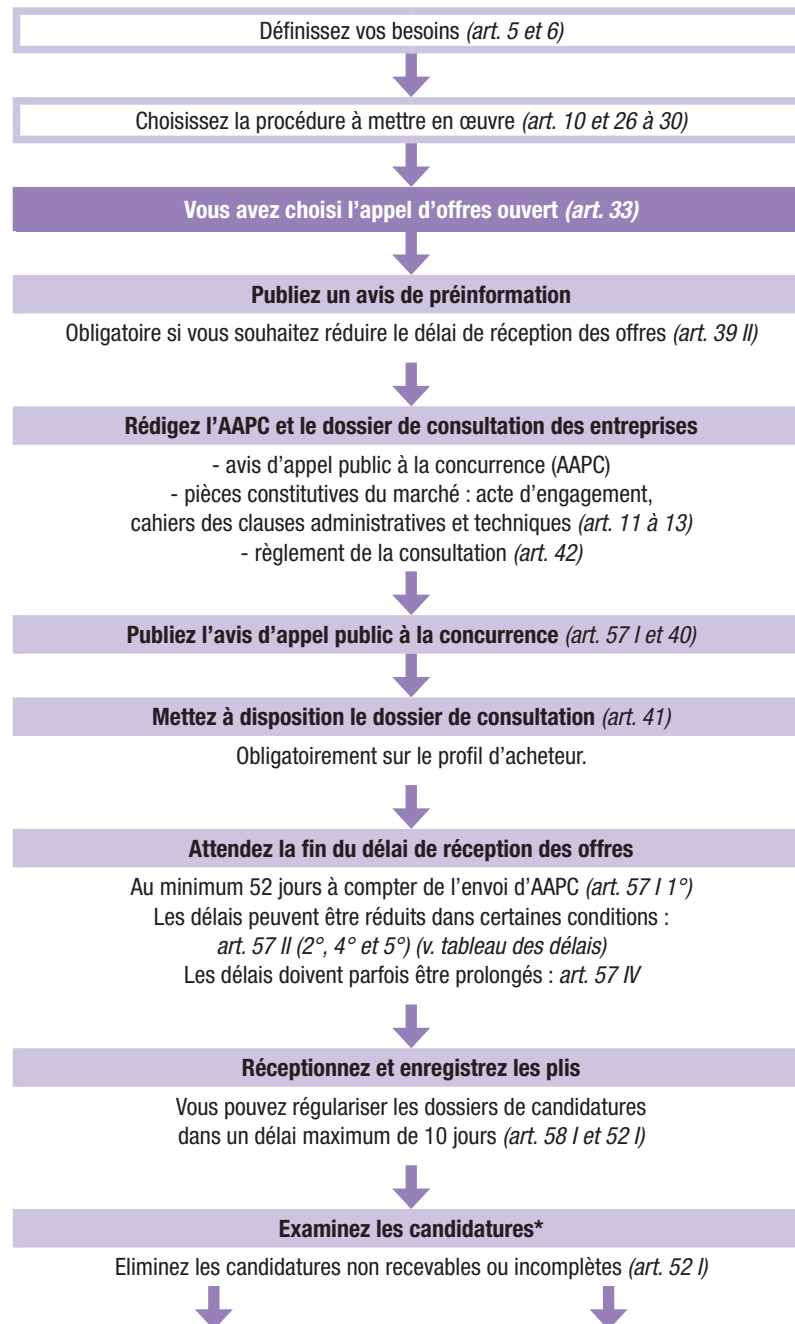 Définissez vos besoins (art. 5 et 6)
Choisissez la procédure à mettre en œuvre (art. 10 et 26 à 30)
Vous avez choisi l’appel d’offres ouvert (art. 33)
Publiez un avis de préinformation
Obligatoire si vous souhaitez réduire le délai de réception des offres (art. 39 II)
Rédigez l’AAPC et le dossier de consultation des entreprises
- avis d’appel public à la concurrence (AAPC)
- pièces constitutives du marché : acte d’engagement,
cahiers des clauses administratives et techniques (art. 11 à 13)
- règlement de la consultation (art. 42)
Publiez l’avis d’appel public à la concurrence (art. 57 I et 40)
Mettez à disposition le dossier de consultation (art. 41)
Obligatoirement sur le profil d’acheteur.
Attendez la fin du délai de réception des offres
Au minimum 52 jours à compter de l’envoi d’AAPC (art. 57 I 1°)
Les délais peuvent être réduits dans certaines conditions :
art. 57 II (2°, 4° et 5°) (v. tableau des délais)
Les délais doivent parfois être prolongés : art. 57 IV
Réceptionnez et enregistrez les plis
Vous pouvez régulariser les dossiers de candidatures
dans un délai maximum de 10 jours (art. 58 I et 52 I)
Examinez les candidatures*
Eliminez les candidatures non recevables ou incomplètes (art. 52 I)